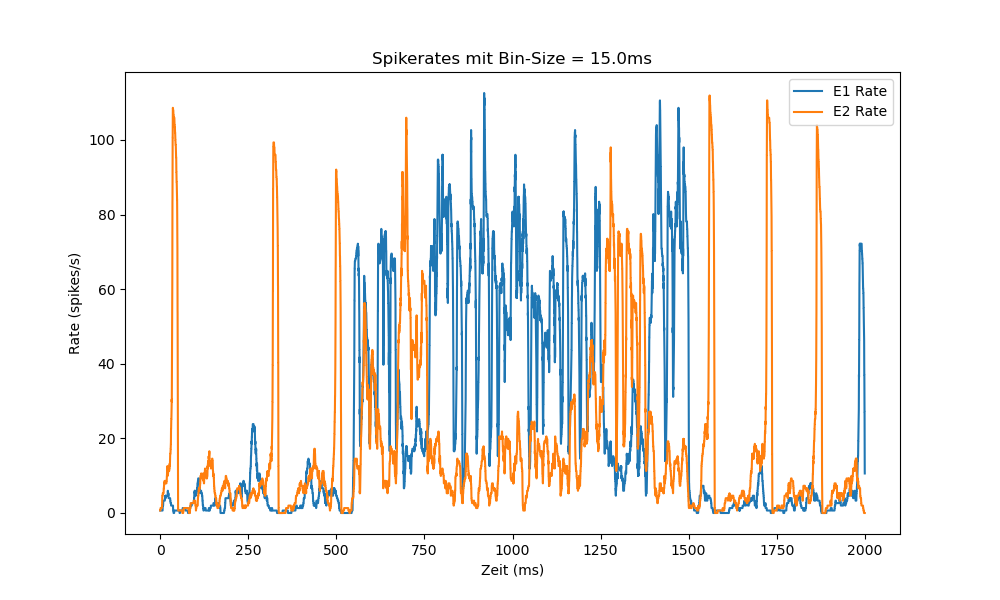 Spikerates mit Bin-Size = 15.0ms
E1 Rate
E2 Rate
Rate (spikes/s)
100
80
60
40
20
0
0 250 500 750 1000 1250 1500 1750 2000
Zeit (ms)